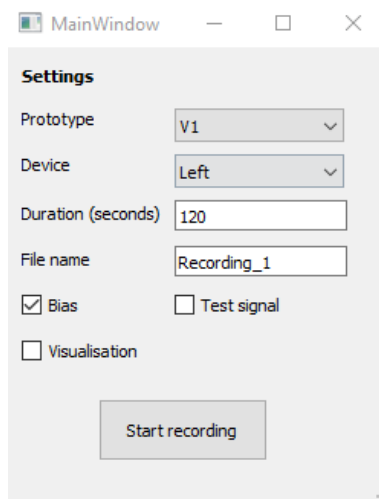 MainWindow
Settings
Prototype V1
Device Left
Duration (seconds) 120
File name Recording_1
Bias Test signal
Visualisation
Start recording